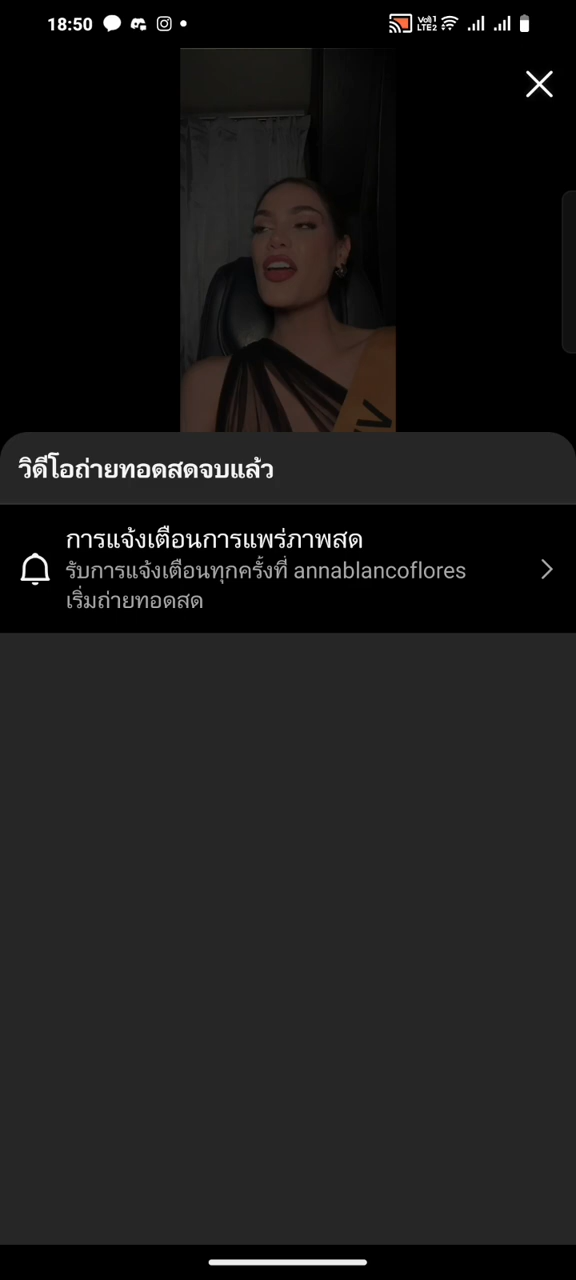 18:50
Vo)) 1
LTE2
วิดีโอถ่ายทอดสดจบแล้ว
การแจ้งเตือนการแพร่ภาพสด
รับการแจ้งเตือนทุกครั้งที่ annablancoflores
เริ่มถ่ายทอดสด